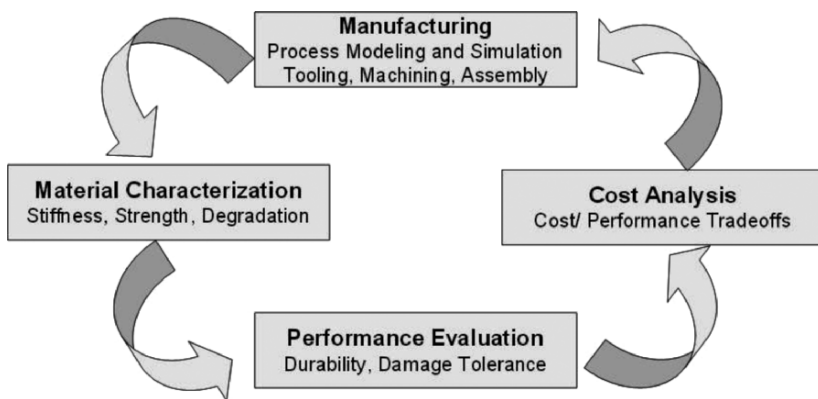 Manufacturing
Process Modeling and Simulation
Tooling, Machining, Assembly
Material Characterization
Stiffness, Strength, Degradation
Cost Analysis
Cost/ Performance Tradeoffs
Performance Evaluation
Durability, Damage Tolerance